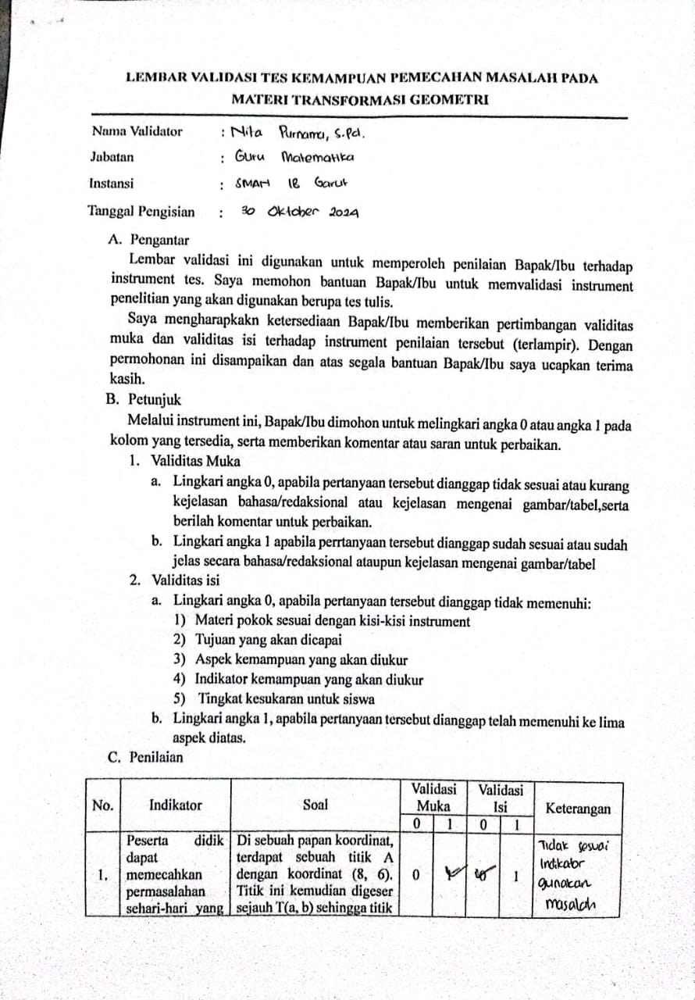 LEMBAR VALIDASI TES KEMAMPUAN PEMECAHAN MASALAH PADA
MATERI TRANSFORMASI GEOMETRI
Nama Validator : Nita Purnama, S.Pd.
Jabatan : Guru Matematika
Instansi : SMAN 18 Garut
Tanggal Pengisian : 30 Oktober 2024
A. Pengantar
Lembar validasi ini digunakan untuk memperoleh penilaian Bapak/Ibu terhadap
instrument tes. Saya memohon bantuan Bapak/Ibu untuk memvalidasi instrument
penelitian yang akan digunakan berupa tes tulis.
Saya mengharapkakn ketersediaan Bapak/Ibu memberikan pertimbangan validitas
muka dan validitas isi terhadap instrument penilaian tersebut (terlampir). Dengan
permohonan ini disampaikan dan atas segala bantuan Bapak/Ibu saya ucapkan terima
kasih.
B. Petunjuk
Melalui instrument ini, Bapak/Ibu dimohon untuk melingkari angka 0 atau angka 1 pada
kolom yang tersedia, serta memberikan komentar atau saran untuk perbaikan.
1. Validitas Muka
a. Lingkari angka 0, apabila pertanyaan tersebut dianggap tidak sesuai atau kurang
kejelasan bahasa/redaksional atau kejelasan mengenai gambar/tabel,serta
berilah komentar untuk perbaikan.
b. Lingkari angka 1 apabila perrtanyaan tersebut dianggap sudah sesuai atau sudah
jelas secara bahasa/redaksional ataupun kejelasan mengenai gambar/tabel
2. Validitas isi
a. Lingkari angka 0, apabila pertanyaan tersebut dianggap tidak memenuhi:
1) Materi pokok sesuai dengan kisi-kisi instrument
2) Tujuan yang akan dicapai
3) Aspek kemampuan yang akan diukur
4) Indikator kemampuan yang akan diukur
5) Tingkat kesukaran untuk siswa
b. Lingkari angka 1, apabila pertanyaan tersebut dianggap telah memenuhi ke lima
aspek diatas.
C. Penilaian
No. Indikator Soal Validasi Muka Validasi Isi Keterangan
0 1 0 1
1.
Peserta didik
dapat
memecahkan
permasalahan
sehari-hari yang
Di sebuah papan koordinat,
terdapat sebuah titik A
dengan koordinat (8, 6).
Titik ini kemudian digeser
sejauh T(a, b) sehingga titik
0 1
Tidak sesuai
Indikator
gunakan
masalah